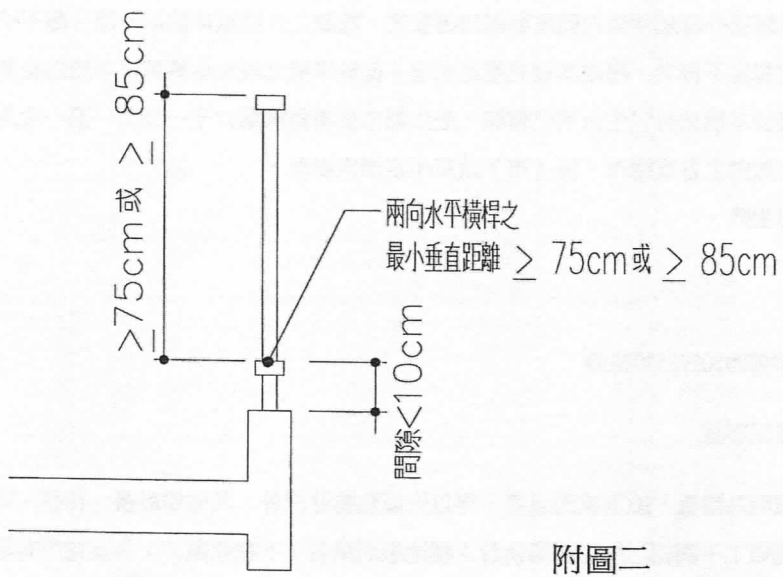 ≥75cm 或 ≥ 85cm
兩向水平橫桿之
最小垂直距離 ≥ 75cm 或 ≥ 85cm
間隙<10cm
附圖二